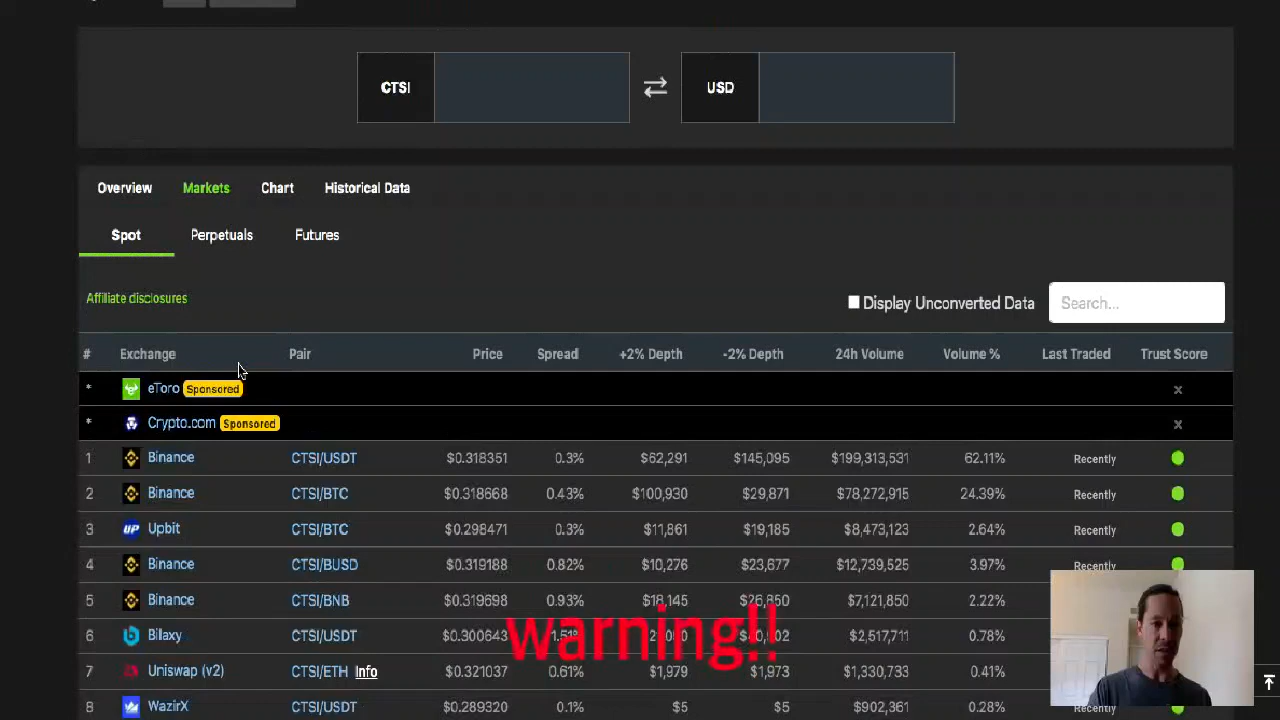 CTSI USD
Overview Markets Chart Historical Data
Spot Perpetuals Futures
Affiliate disclosures Display Unconverted Data Search...
# Exchange Pair Price Spread +2% Depth -2% Depth 24h Volume Volume % Last Traded Trust Score
* eToro Sponsored x
* Crypto.com Sponsored x
1 Binance CTSI/USDT $0.318351 0.3% $62,291 $145,095 $199,313,531 62.11% Recently
2 Binance CTSI/BTC $0.318668 0.43% $100,930 $29,871 $78,272,915 24.39% Recently
3 UP Upbit CTSI/BTC $0.298471 0.3% $11,861 $19,185 $8,473,123 2.64% Recently
4 Binance CTSI/BUSD $0.319188 0.82% $10,276 $23,677 $12,739,525 3.97% Recently
5 Binance CTSI/BNB $0.319698 0.93% $18,145 $26,850 $7,121,850 2.22%
warning!!
6 Bilaxy CTSI/USDT $0.300643 $2,517,711 0.78%
7 Uniswap (v2) CTSI/ETH Info $0.321037 0.61% $1,979 $1,973 $1,330,733 0.41%
8 WazirX CTSI/USDT $0.289320 0.1% $5 $5 $902,361 0.28% Recently